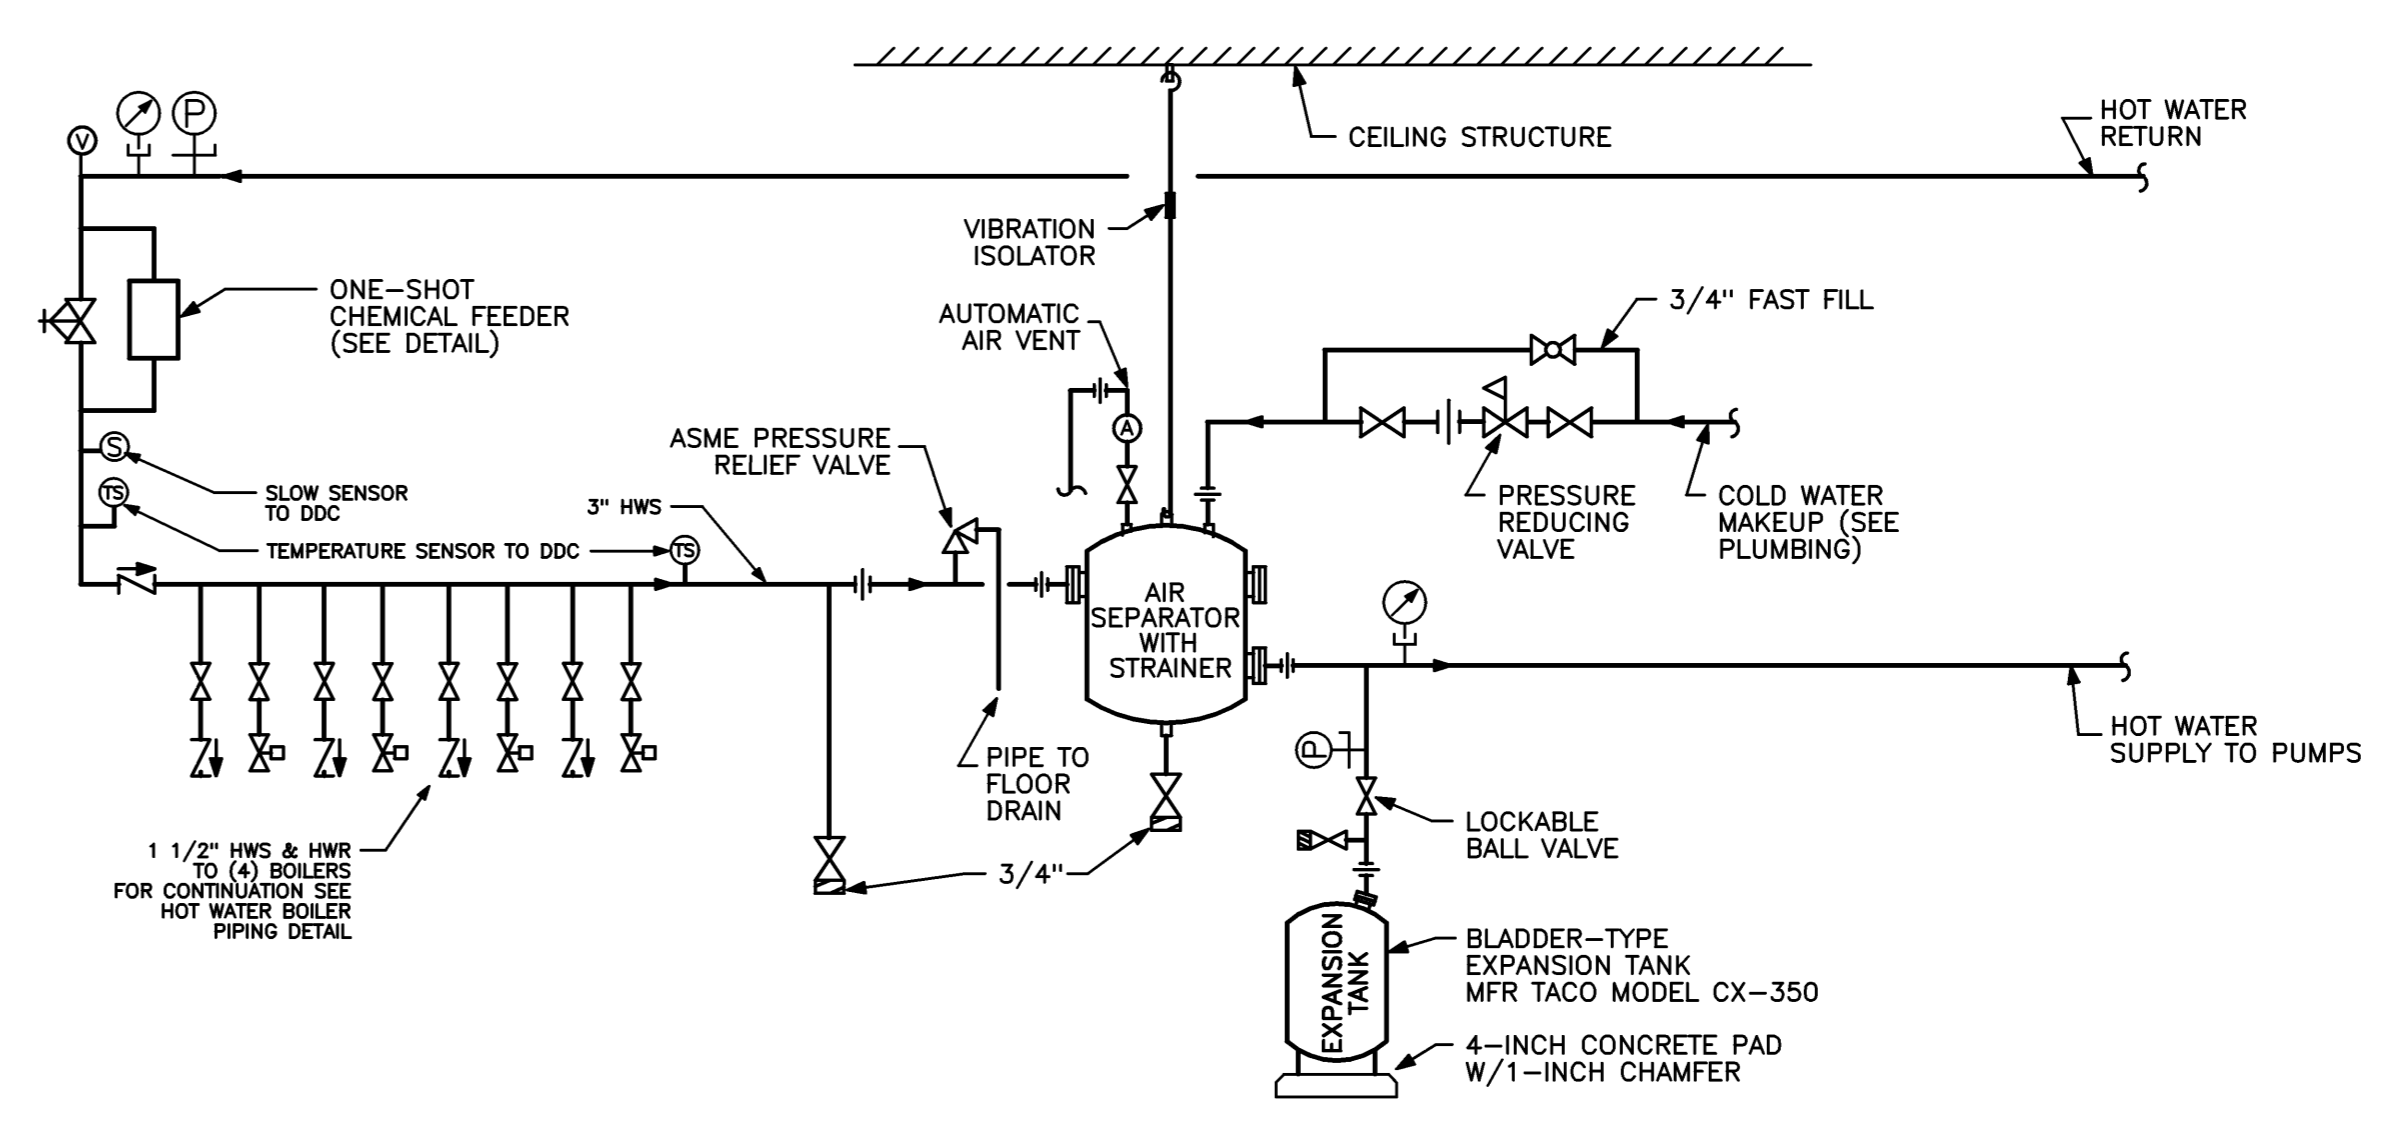 CEILING STRUCTURE
HOT WATER
RETURN
P
V
VIBRATION
ISOLATOR
ONE-SHOT
CHEMICAL FEEDER
(SEE DETAIL)
AUTOMATIC
AIR VENT
3/4" FAST FILL
A
S
ASME PRESSURE
RELIEF VALVE
SLOW SENSOR
TO DDC
TS
3" HWS
PRESSURE
REDUCING
VALVE
COLD WATER
MAKEUP (SEE
PLUMBING)
TEMPERATURE SENSOR TO DDC
TS
AIR
SEPARATOR
WITH
STRAINER
HOT WATER
SUPPLY TO PUMPS
P
PIPE TO
FLOOR
DRAIN
LOCKABLE
BALL VALVE
1 1/2" HWS & HWR
TO (4) BOILERS
FOR CONTINUATION SEE
HOT WATER BOILER
PIPING DETAIL
3/4"
EXPANSION
TANK
BLADDER-TYPE
EXPANSION TANK
MFR TACO MODEL CX-350
4-INCH CONCRETE PAD
W/1-INCH CHAMFER